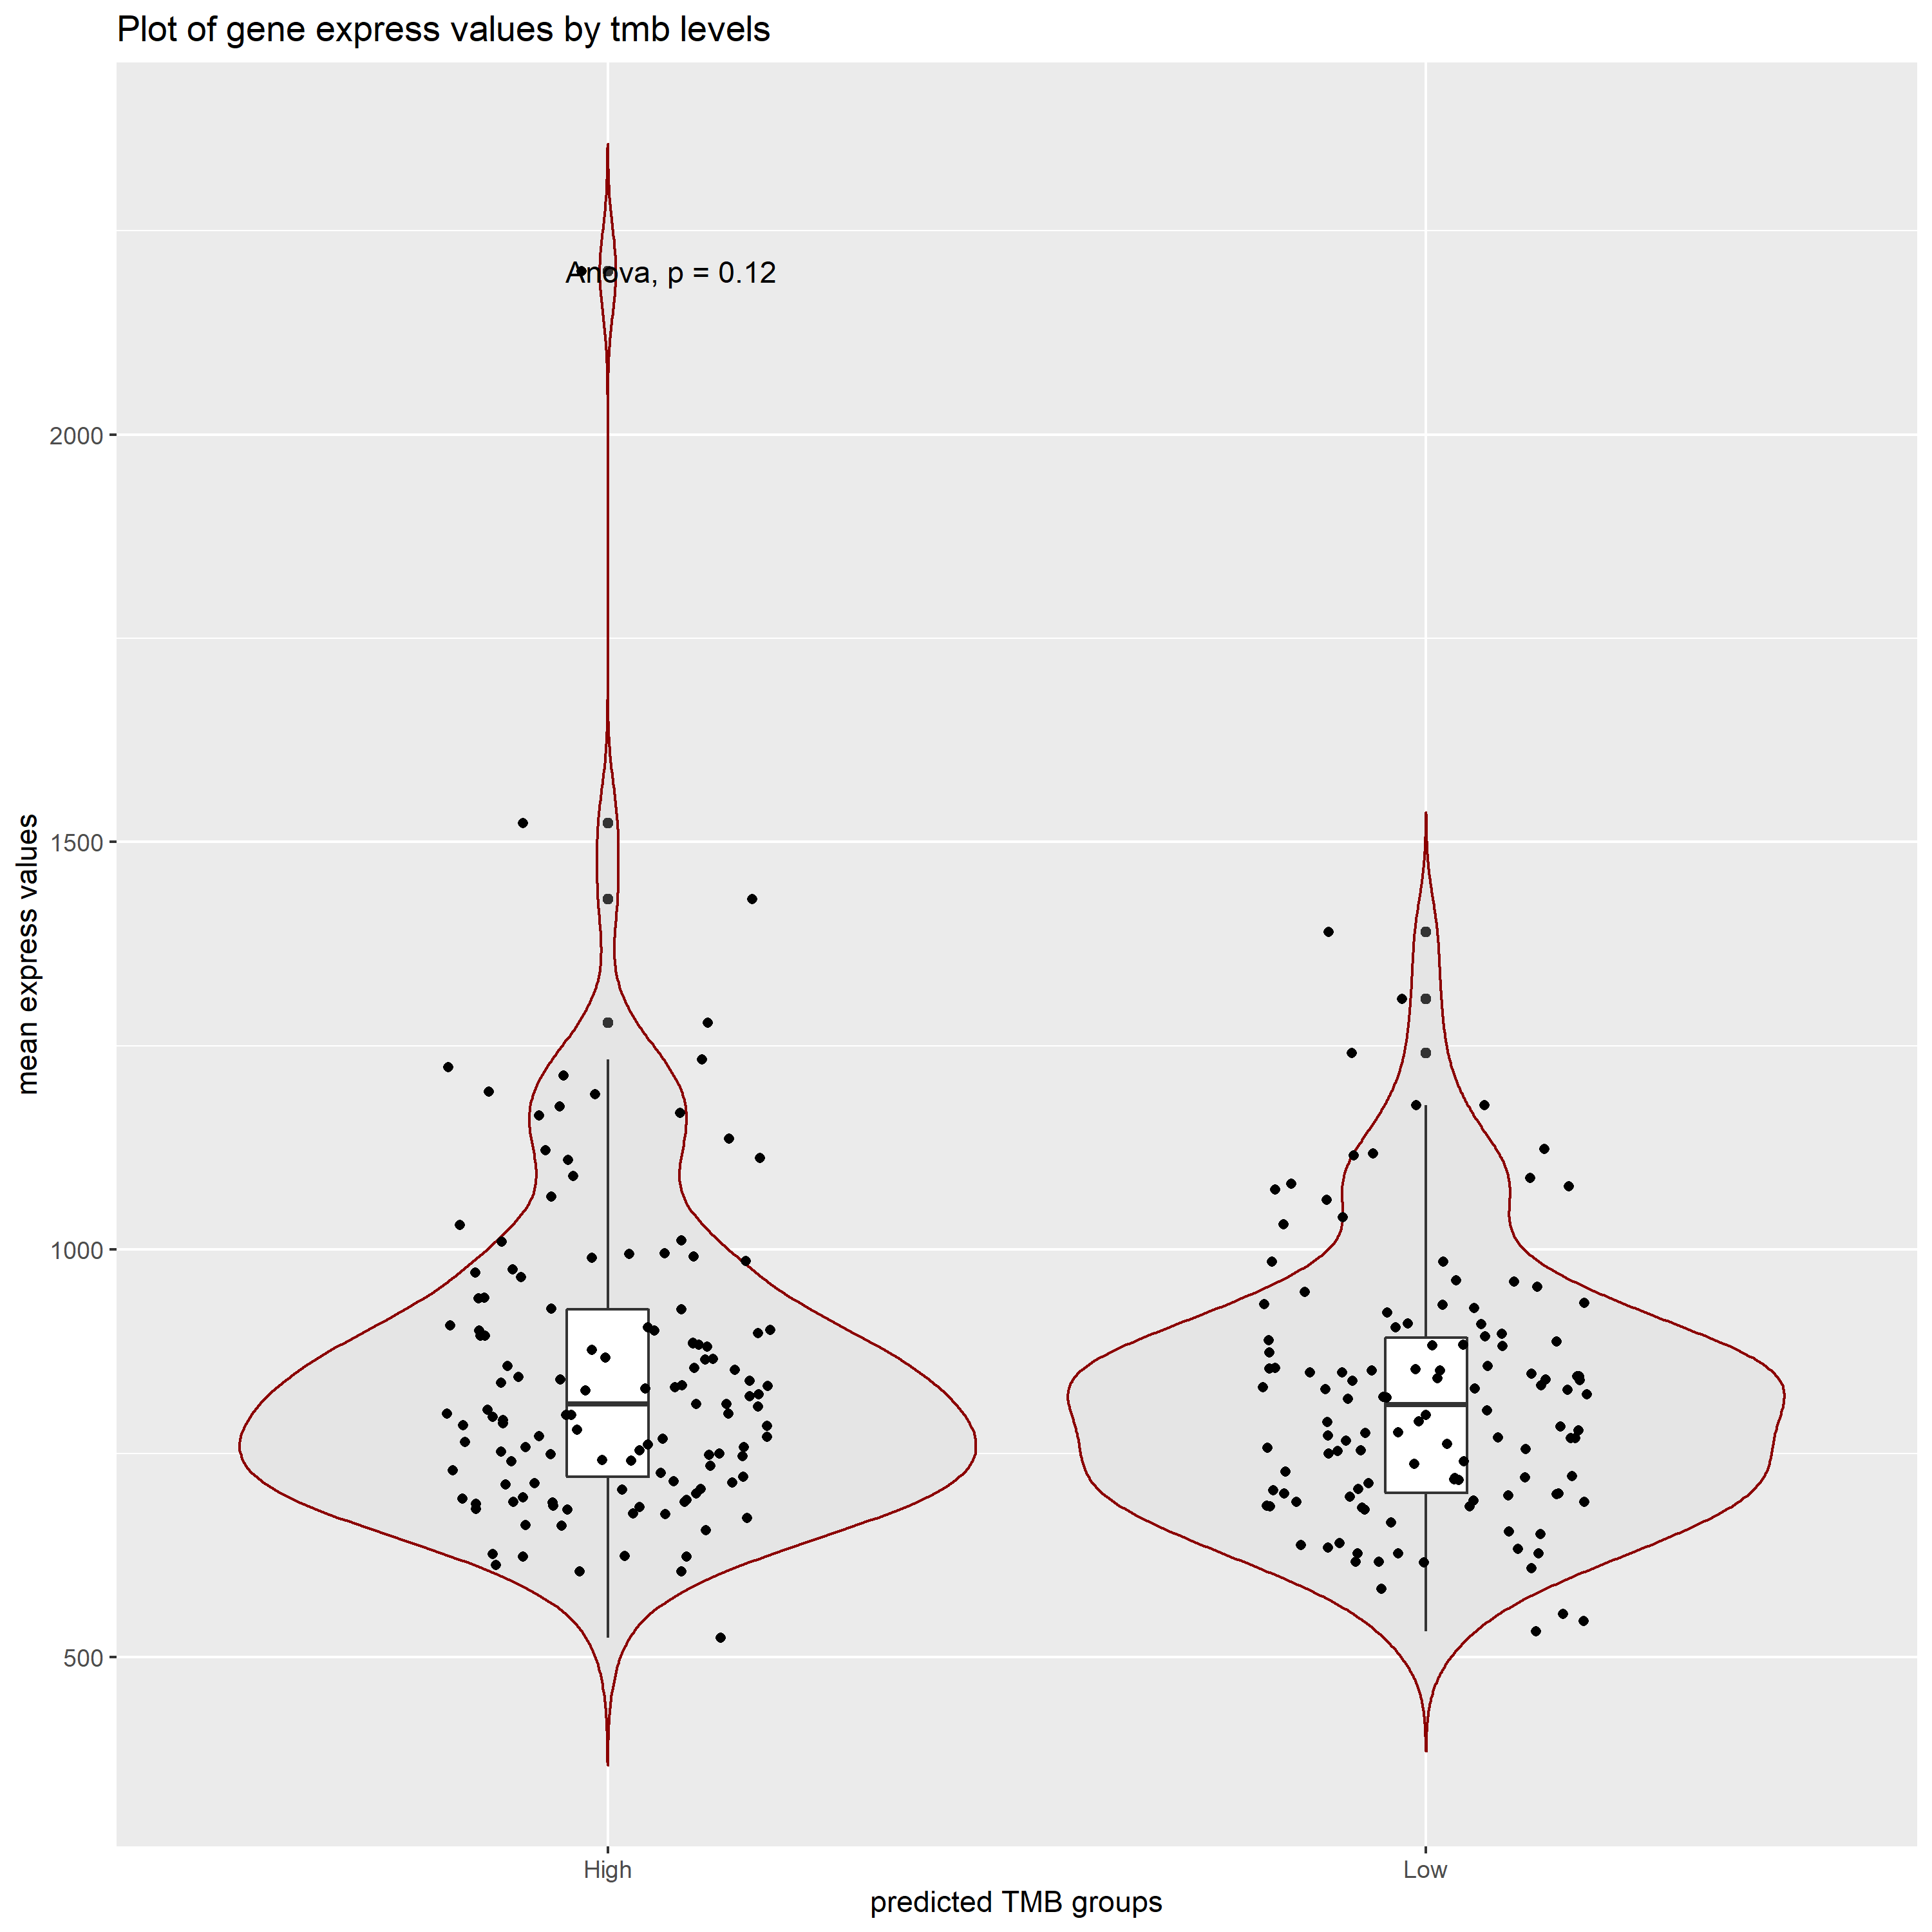 Plot of gene express values by tmb levels
Anova, p = 0.12
2000
1500
1000
500
mean express values
High
Low
predicted TMB groups